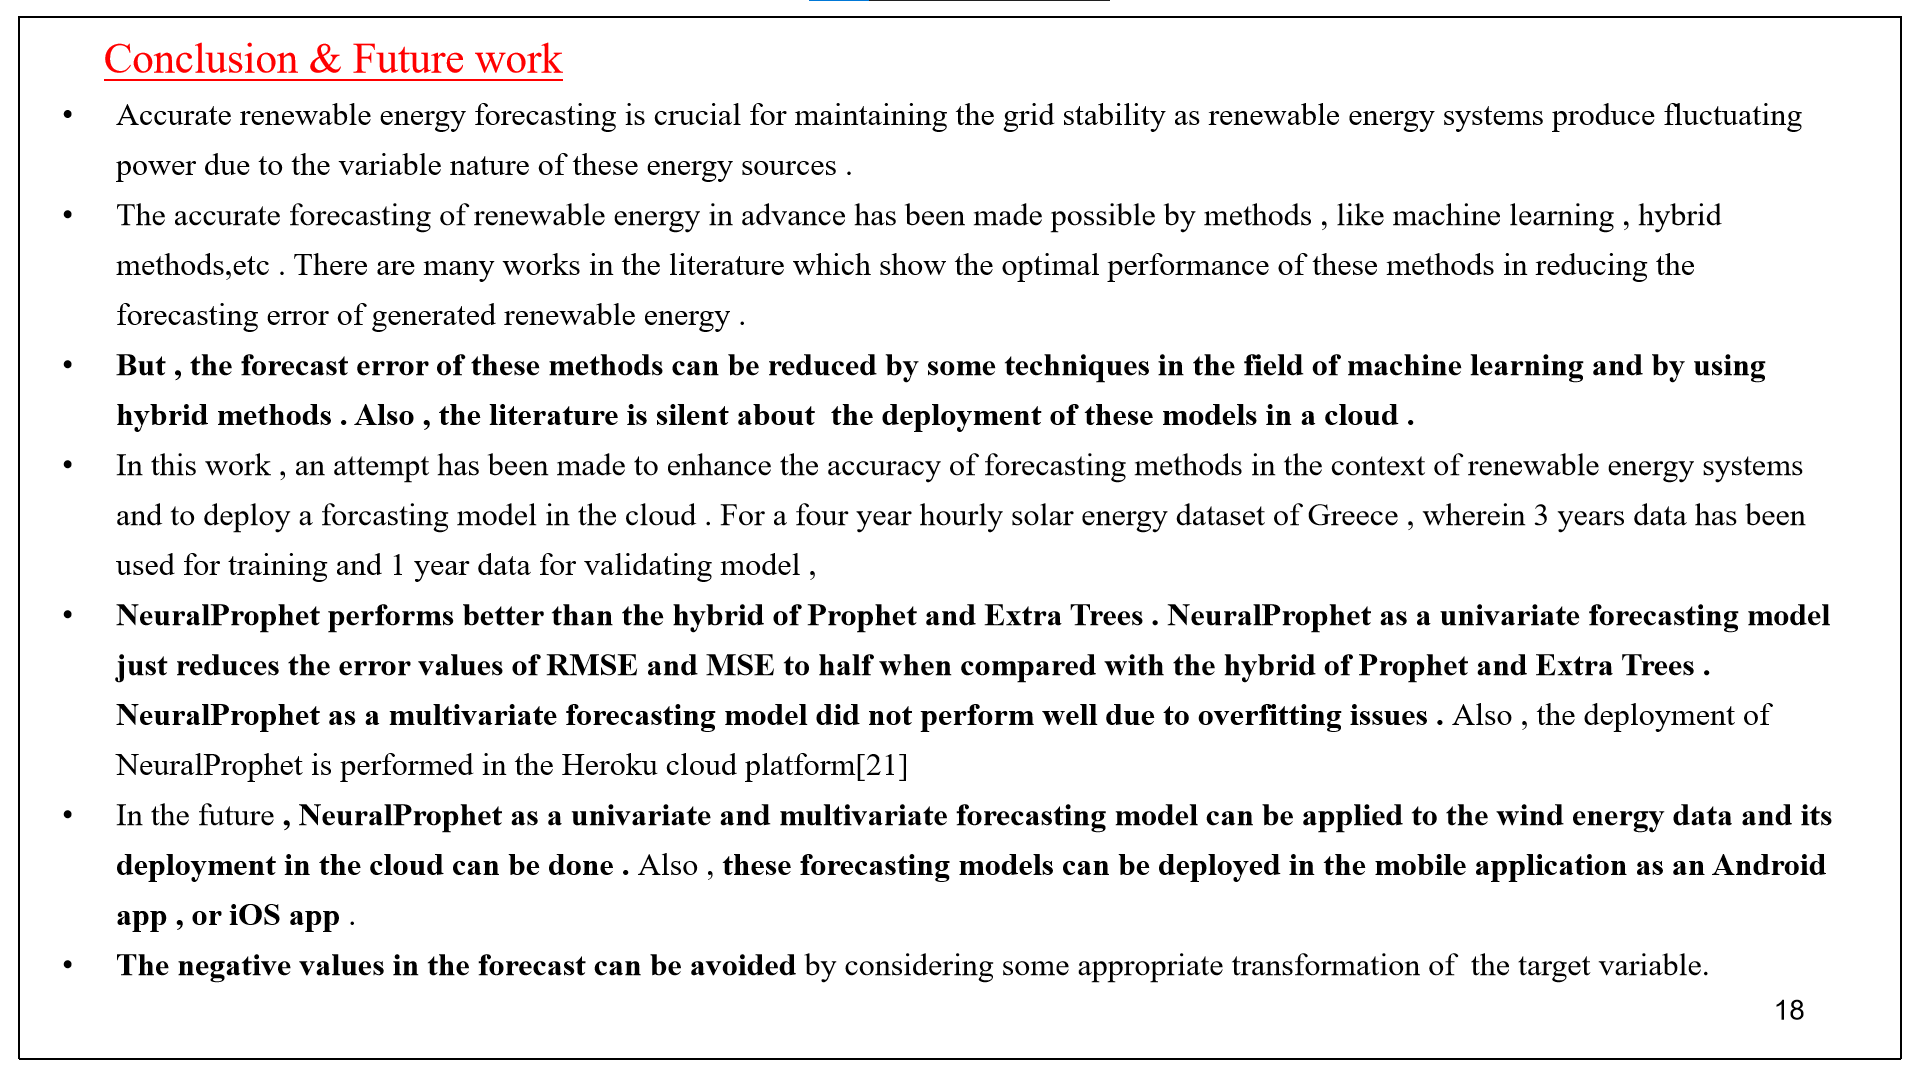 Conclusion & Future work
• Accurate renewable energy forecasting is crucial for maintaining the grid stability as renewable energy systems produce fluctuating
power due to the variable nature of these energy sources .
• The accurate forecasting of renewable energy in advance has been made possible by methods , like machine learning , hybrid
methods,etc . There are many works in the literature which show the optimal performance of these methods in reducing the
forecasting error of generated renewable energy .
• But , the forecast error of these methods can be reduced by some techniques in the field of machine learning and by using
hybrid methods . Also , the literature is silent about  the deployment of these models in a cloud .
• In this work , an attempt has been made to enhance the accuracy of forecasting methods in the context of renewable energy systems
and to deploy a forcasting model in the cloud . For a four year hourly solar energy dataset of Greece , wherein 3 years data has been
used for training and 1 year data for validating model ,
• NeuralProphet performs better than the hybrid of Prophet and Extra Trees . NeuralProphet as a univariate forecasting model
just reduces the error values of RMSE and MSE to half when compared with the hybrid of Prophet and Extra Trees .
NeuralProphet as a multivariate forecasting model did not perform well due to overfitting issues . Also , the deployment of
NeuralProphet is performed in the Heroku cloud platform[21]
• In the future , NeuralProphet as a univariate and multivariate forecasting model can be applied to the wind energy data and its
deployment in the cloud can be done . Also , these forecasting models can be deployed in the mobile application as an Android
app , or iOS app .
• The negative values in the forecast can be avoided by considering some appropriate transformation of  the target variable.
18